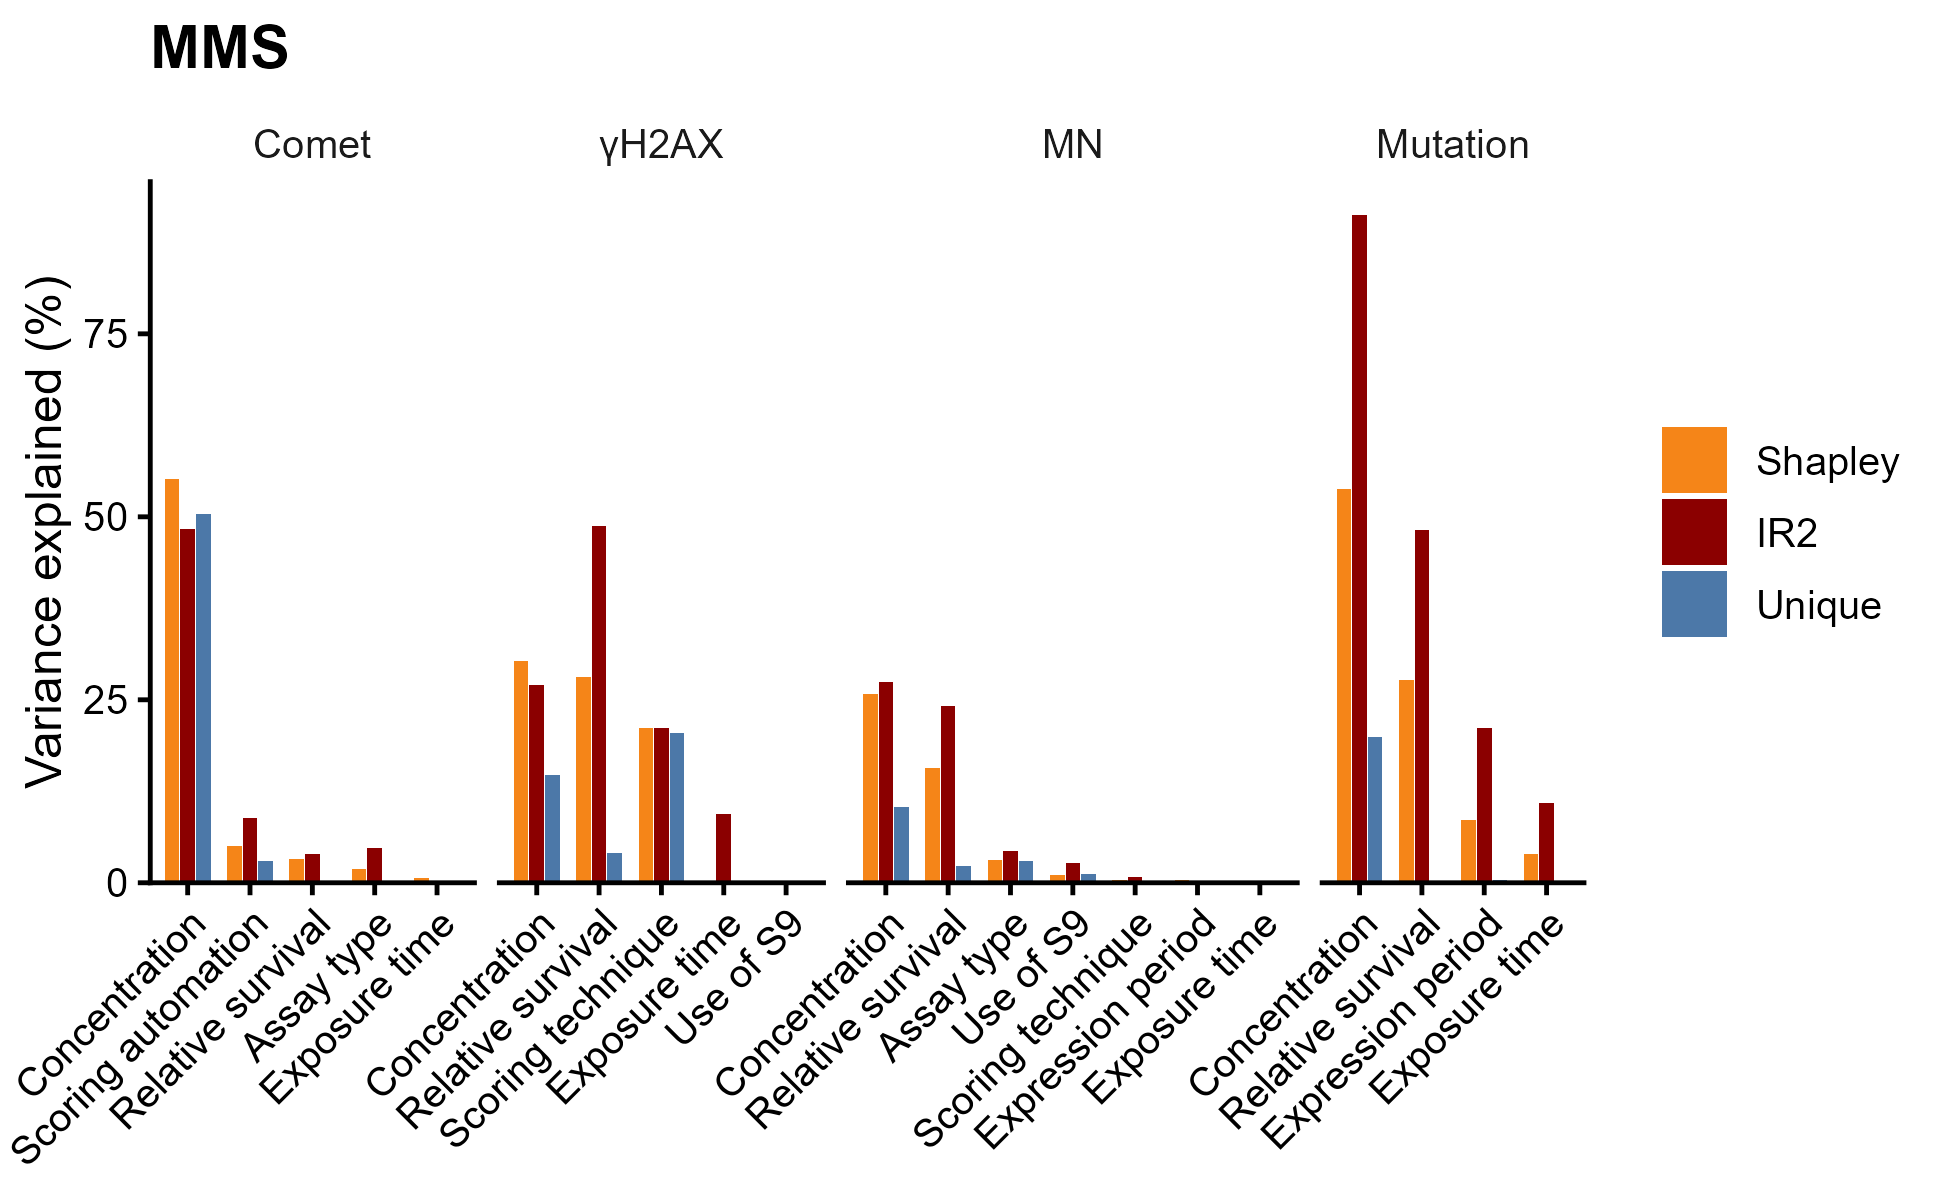 MMS
Comet
γH2AX
MN
Mutation
Variance explained (%)
75
50
25
0
Concentration
Scoring automation
Relative survival
Assay type
Exposure time
Concentration
Relative survival
Scoring technique
Exposure time
Use of S9
Concentration
Relative survival
Assay type
Use of S9
Scoring technique
Expression period
Exposure time
Concentration
Relative survival
Expression period
Exposure time
Shapley
IR2
Unique